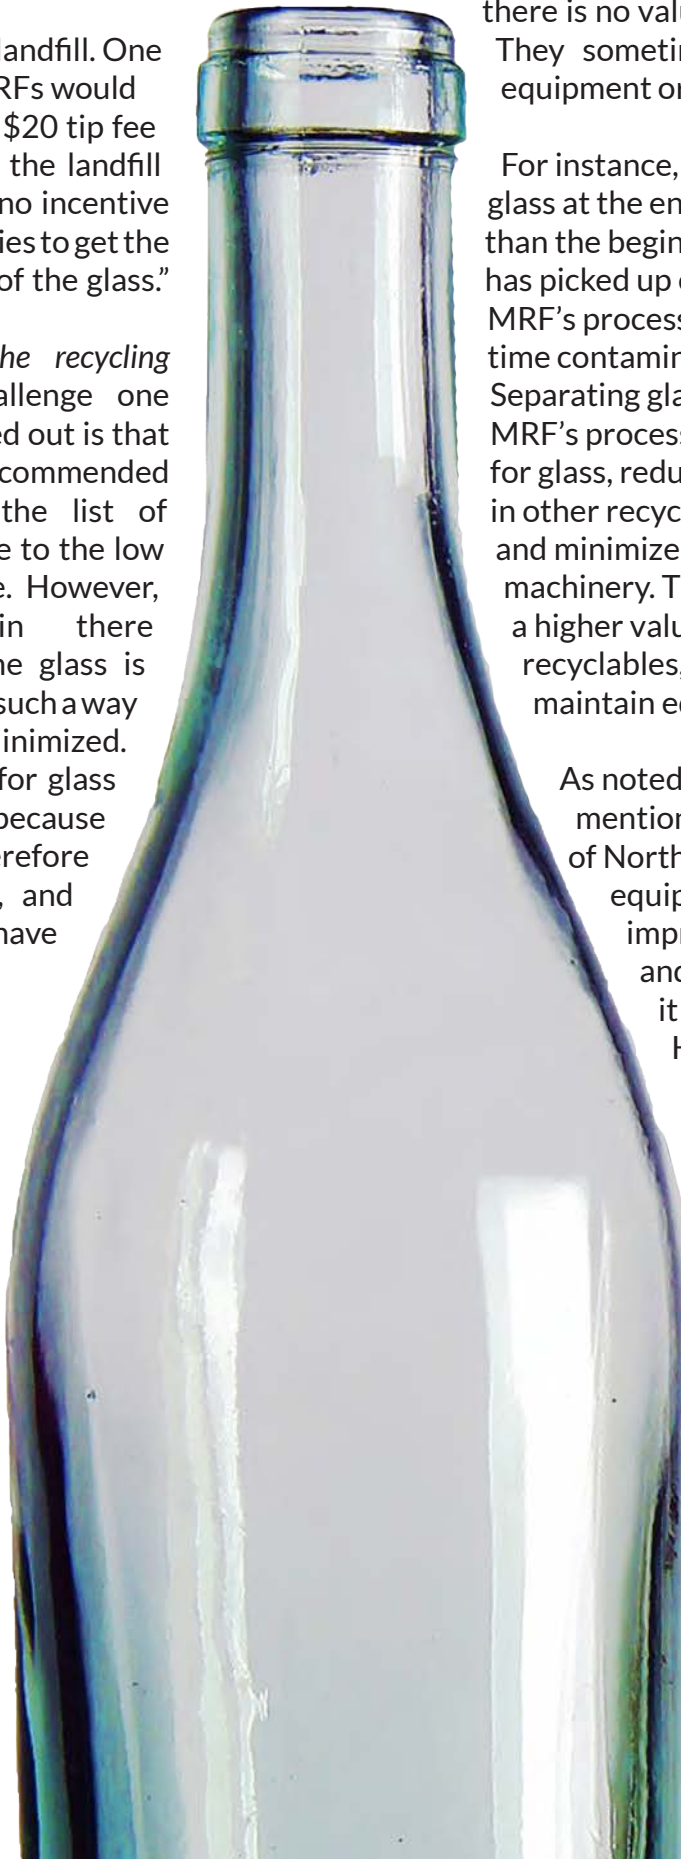 landfill. One
RFs would
$20 tip fee
the landfill
no incentive
ies to get the
of the glass.”
he recycling
allenge one
ed out is that
commended
the list of
e to the low
e. However,
in there
he glass is
such a way
inimized.
for glass
because
erefore
, and
have
there is no valu
They sometin
equipment or
For instance,
glass at the en
than the begin
has picked up
MRF’s process
time contamin
Separating gla
MRF’s process
for glass, redu
in other recyc
and minimize
machinery. T
a higher valu
recyclables,
maintain e
As noted
mention
of North
equip
impr
and
it
H